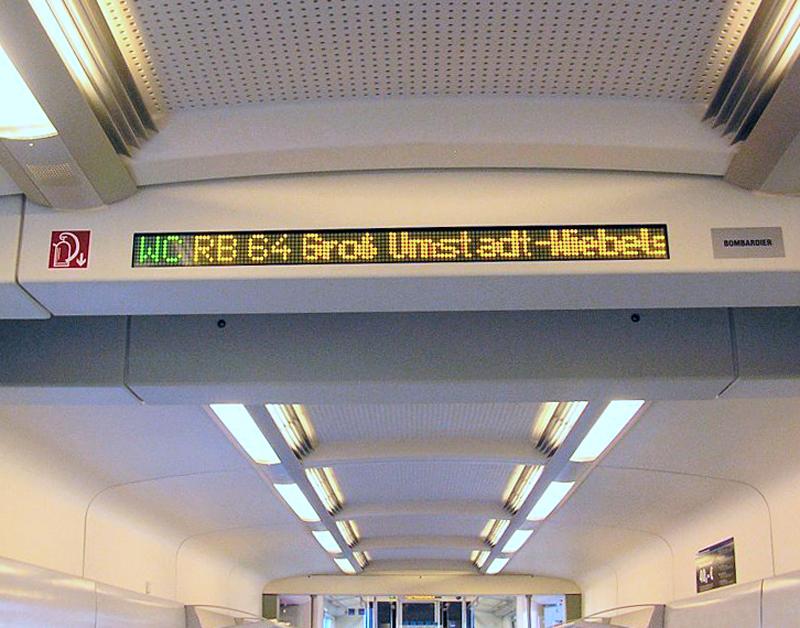 WC RB 64 Groß Umstadt-Wiebels
BOMBARDIER